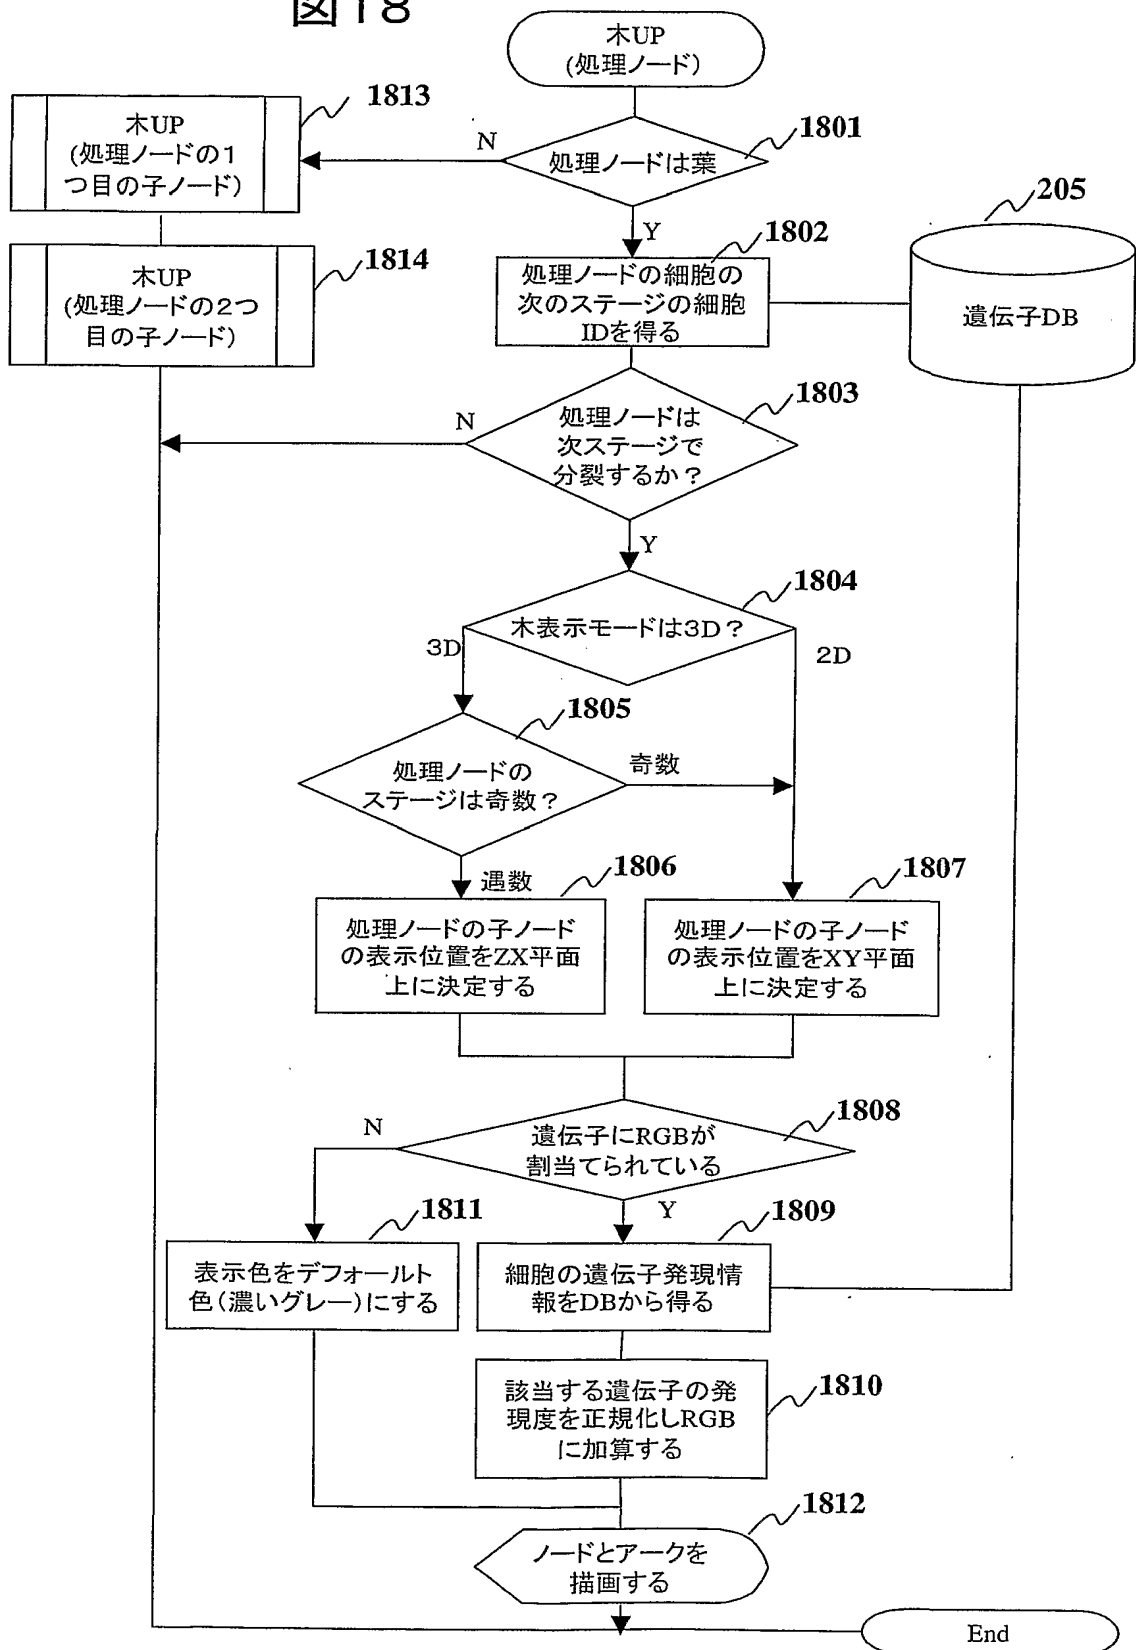 図18
木UP
(処理ノード)
1813
木UP
(処理ノードの1
つ目の子ノード)
N
1801
処理ノードは葉
Y
1814
木UP
(処理ノードの2つ
目の子ノード)
1802
処理ノードの細胞の
次のステージの細胞
IDを得る
205
遺伝子DB
1803
N
処理ノードは
次ステージで
分裂するか?
Y
1804
木表示モードは3D?
3D
2D
1805
処理ノードの
ステージは奇数?
奇数
遇数
1806
処理ノードの子ノード
の表示位置をZX平面
上に決定する
1807
処理ノードの子ノード
の表示位置をXY平面
上に決定する
1808
N
遺伝子にRGBが
割当てられている
Y
1811
表示色をデフォールト
色(濃いグレー)にする
1809
細胞の遺伝子発現情
報をDBから得る
1810
該当する遺伝子の発
現度を正規化しRGB
に加算する
1812
ノードとアークを
描画する
End